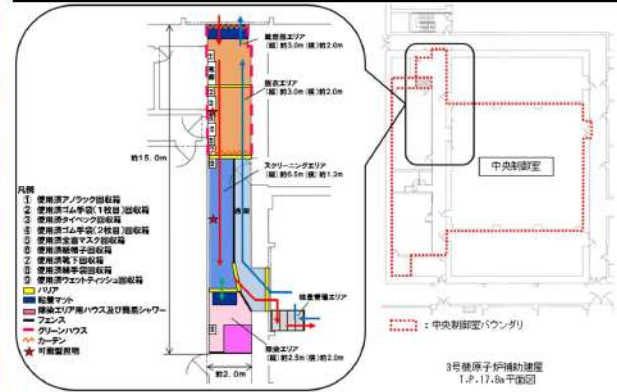 靴着脱エリア
(縦)約3.0m(横)約2.0m
脱衣エリア
(縦)約3.0m(横)約2.0m
約15.0m
スクリーニングエリア
(縦)約6.5m(横)約1.3m
中央制御室
凡例
① 使用済アノラック回収箱
② 使用済ゴム手袋(1枚目)回収箱
③ 使用済タイベック回収箱
④ 使用済ゴム手袋(2枚目)回収箱
⑤ 使用済全面マスク回収箱
⑥ 使用済紙帽子回収箱
⑦ 使用済靴下回収箱
⑧ 使用済綿手袋回収箱
⑨ 使用済ウェットティッシュ回収箱
バリア
粘着マット
除染エリア用ハウス及び簡易シャワー
フェンス
グリーンハウス
カーテン
可搬型照明
放射管理エリア
除染エリア
(縦)約2.5m(横)約2.0m
約2.0m
:中央制御室バウンダリ
3号機原子炉補助建屋
T.P.17.8m平面図